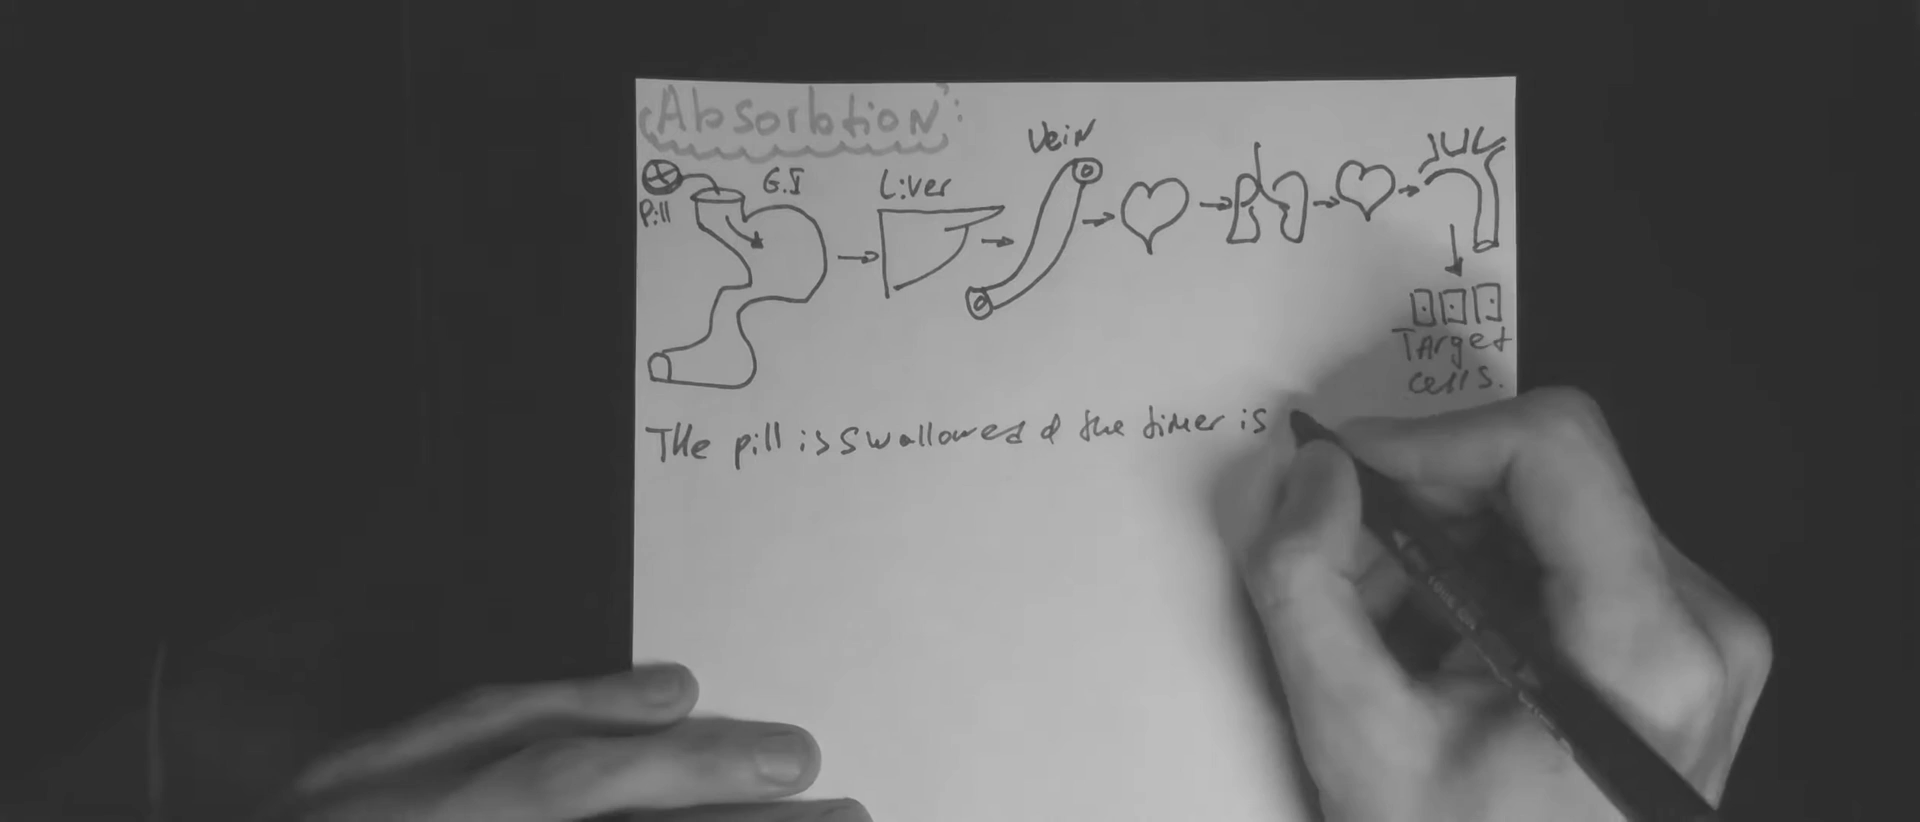 "Absorbtion":
Vein
G.I
Liver
Pill
Target
cells.
The pill is swallowed & the timer is